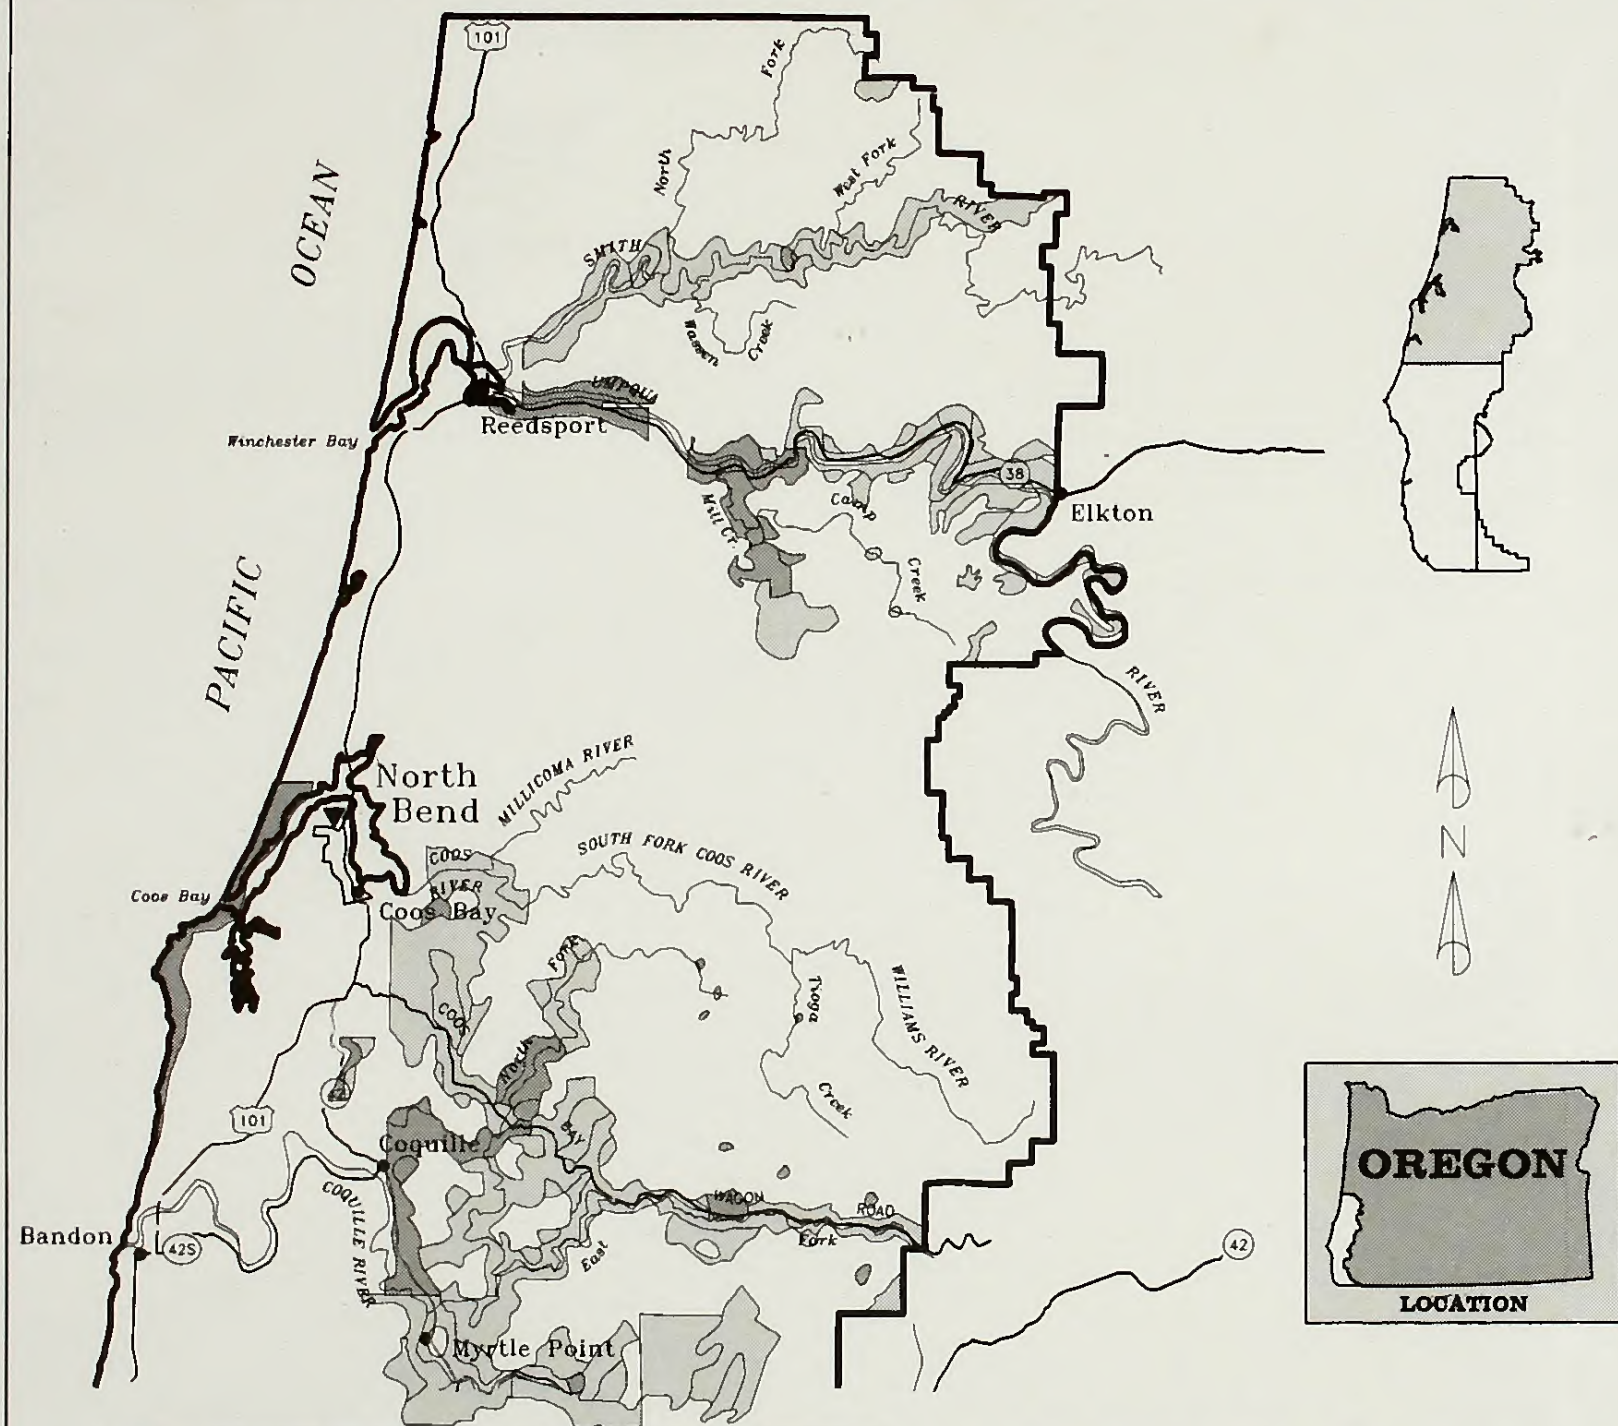 101
Fork
OCEAN
North
West Fork
RIVER
SMITH
Wassen
Creek
UMPQUA
Reedsport
Winchester Bay
38
Camp
Elkton
Mill Cr.
Creek
PACIFIC
RIVER
North
Bend
MILLICOMA RIVER
SOUTH FORK COOS RIVER
COOS
RIVER
Coos Bay
Coos Bay
N
Fork
Tioga
WILLIAMS RIVER
COOS
North
Creek
42
101
BAY
Coquille
OREGON
COQUILLE RIVER
WAGON
ROAD
Bandon
42S
East
Fork
42
LOCATION
Myrtle Point